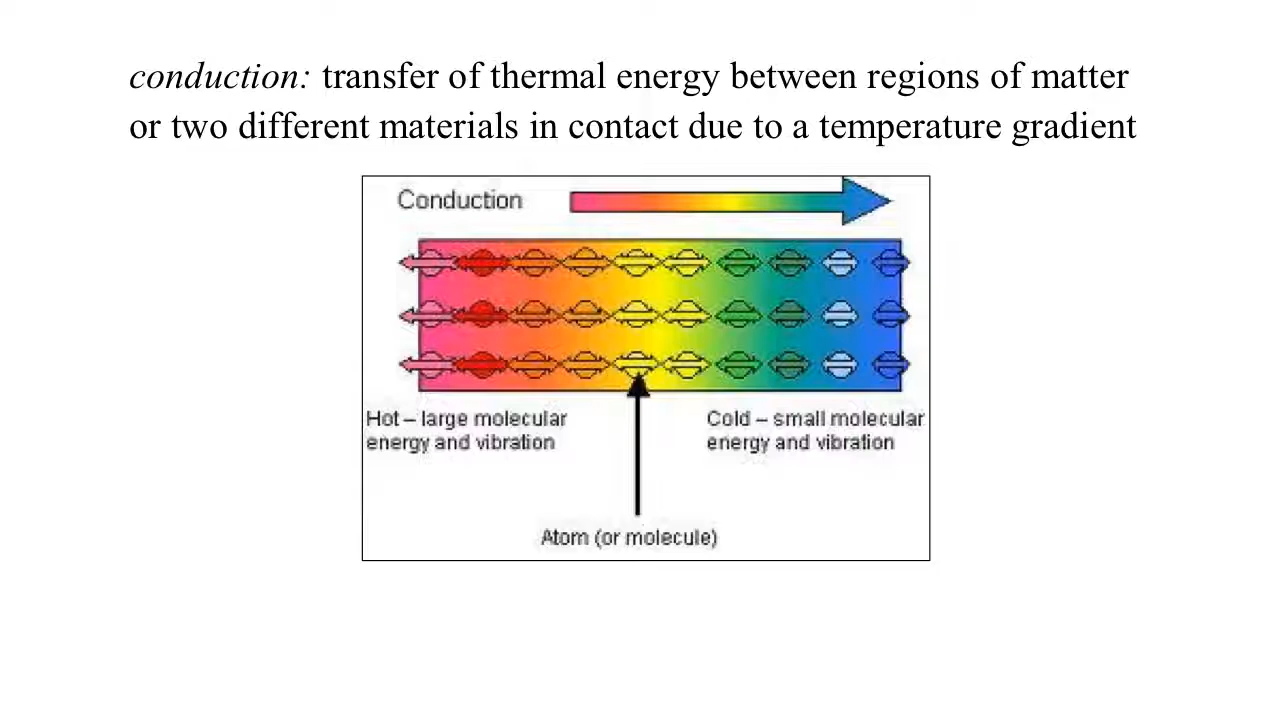 conduction: transfer of thermal energy between regions of matter
or two different materials in contact due to a temperature gradient
Conduction
Hot – large molecular
energy and vibration
Cold – small molecular
energy and vibration
Atom (or molecule)